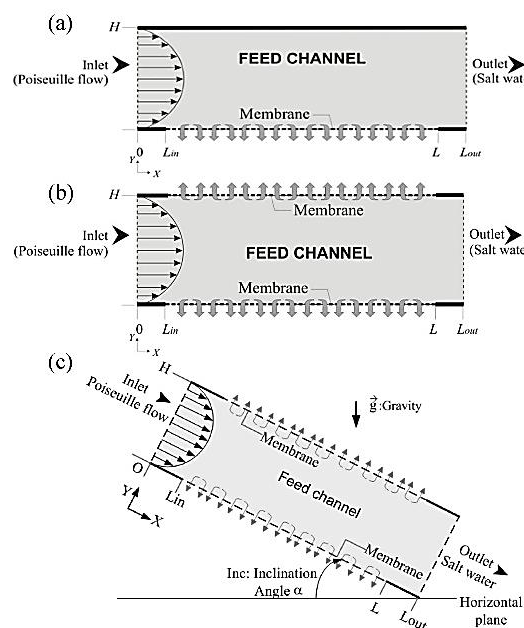 (a)
H
Inlet
(Poiseuille flow)
FEED CHANNEL
Outlet
(Salt wat
Membrane
0 Lin L Lout
Y X
(b)
H
Membrane
Inlet
(Poiseuille flow)
FEED CHANNEL
Outlet
(Salt wate
Membrane
0 Lin L Lout
Y X
(c)
H
Inlet
Poiseuille flow
g :Gravity
Membrane
Feed channel
O
Lin
Y
X
Membrane
Outlet
Salt water
Inc: Inclination
Angle α
L
Lout
Horizontal
plane